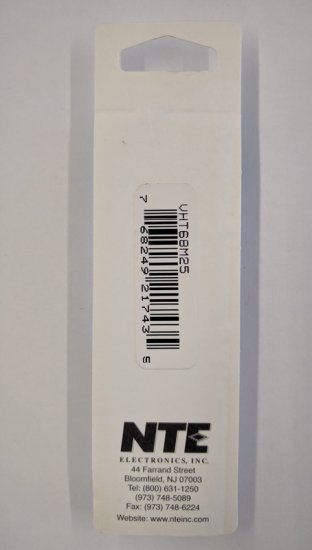 VHT68M25
7 68249 21743 5
NTE
ELECTRONICS, INC.
44 Farrand Street
Bloomfield, NJ 07003
Tel: (800) 631-1250
(973) 748-5089
Fax: (973) 748-6224
Website: www.nteinc.com